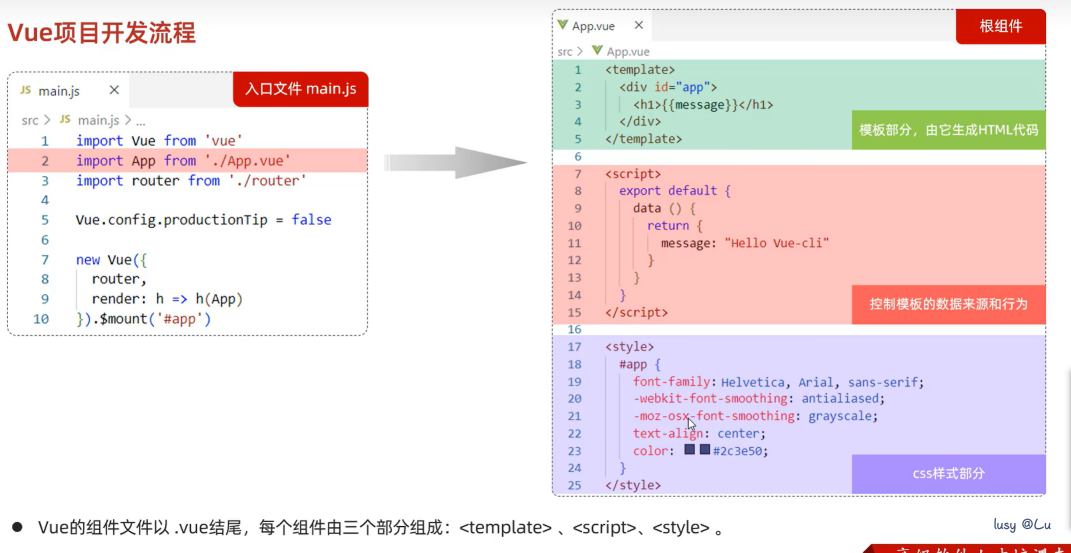 Vue项目开发流程
JS main.js ×
入口文件 main.js
src > JS main.js > ...
1 import Vue from 'vue'
2 import App from './App.vue'
3 import router from './router'
4
5 Vue.config.productionTip = false
6
7 new Vue({
8 router,
9 render: h => h(App)
10 }).$mount('#app')
App.vue ×
根组件
src > App.vue
1 <template>
2 <div id="app">
3 <h1>{{message}}</h1>
4 </div>
5 </template>
模板部分，由它生成HTML代码
6
7 <script>
8 export default {
9 data () {
10 return {
11 message: "Hello Vue-cli"
12 }
13 }
14 }
15 </script>
控制模板的数据来源和行为
16
17 <style>
18 #app {
19 font-family: Helvetica, Arial, sans-serif;
20 -webkit-font-smoothing: antialiased;
21 -moz-osx-font-smoothing: grayscale;
22 text-align: center;
23 color: #2c3e50;
24 }
25 </style>
css样式部分
● Vue的组件文件以 .vue结尾，每个组件由三个部分组成：<template> 、<script>、<style> 。
lusy @Lu